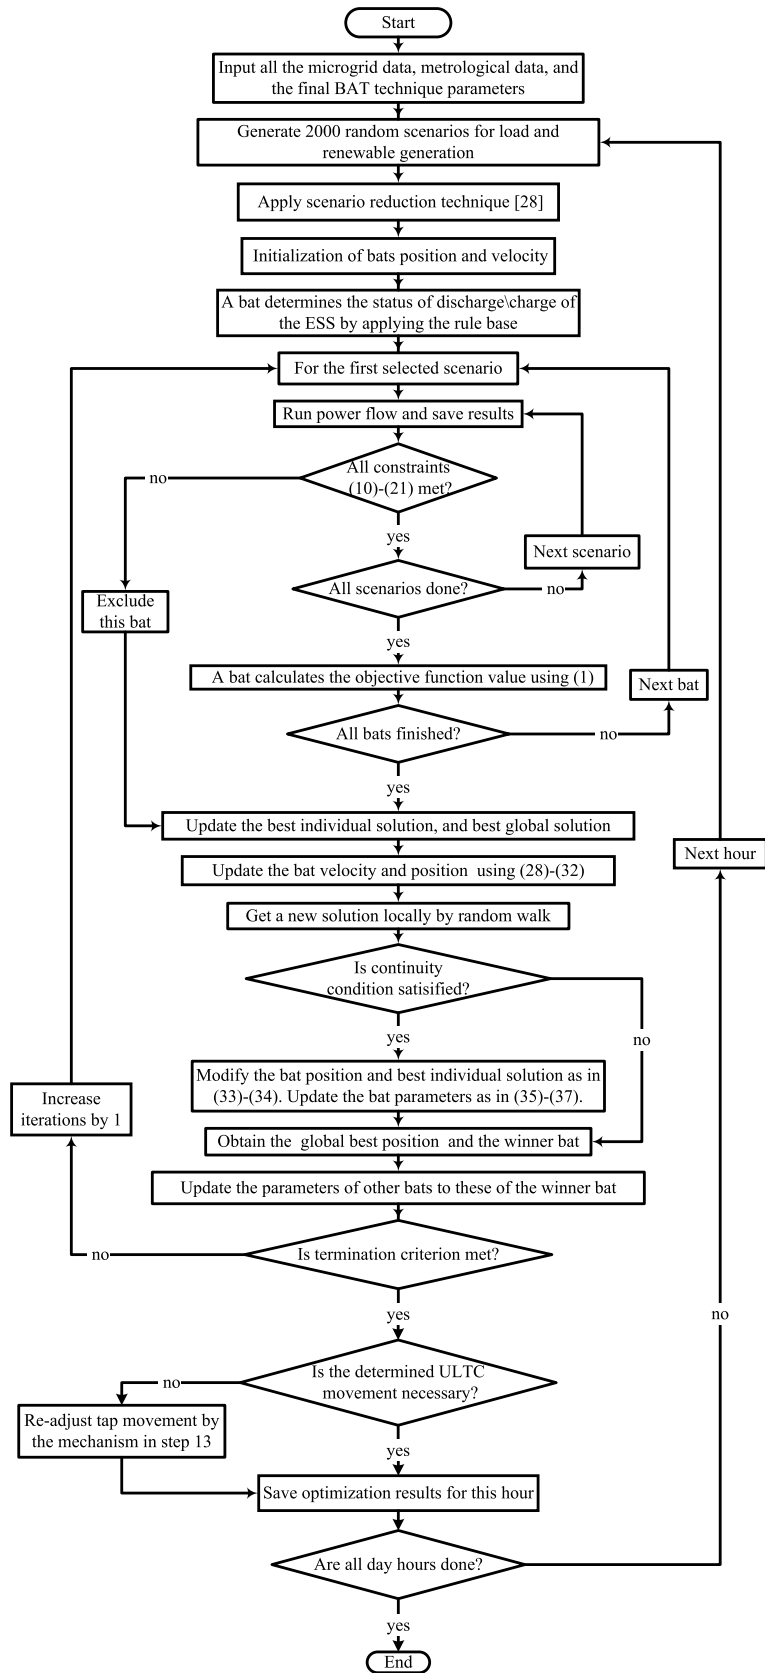 Start
Input all the microgrid data, metrological data, and
the final BAT technique parameters
Generate 2000 random scenarios for load and
renewable generation
Apply scenario reduction technique [28]
Initialization of bats position and velocity
A bat determines the status of discharge\charge of
the ESS by applying the rule base
For the first selected scenario
Run power flow and save results
All constraints
(10)-(21) met?
no
yes
Next scenario
All scenarios done?
no
Exclude
this bat
yes
A bat calculates the objective function value using (1)
Next bat
All bats finished?
no
yes
Update the best individual solution, and best global solution
Next hour
Update the bat velocity and position using (28)-(32)
Get a new solution locally by random walk
Is continuity
condition satisified?
no
yes
Modify the bat position and best individual solution as in
(33)-(34). Update the bat parameters as in (35)-(37).
Increase
iterations by 1
Obtain the global best position and the winner bat
Update the parameters of other bats to these of the winner bat
Is termination criterion met?
no
yes
no
Is the determined ULTC
movement necessary?
no
Re-adjust tap movement by
the mechanism in step 13
yes
Save optimization results for this hour
Are all day hours done?
yes
End